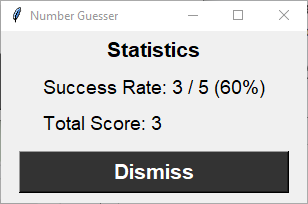 Number Guesser
Statistics
Success Rate: 3 / 5 (60%)
Total Score: 3
Dismiss